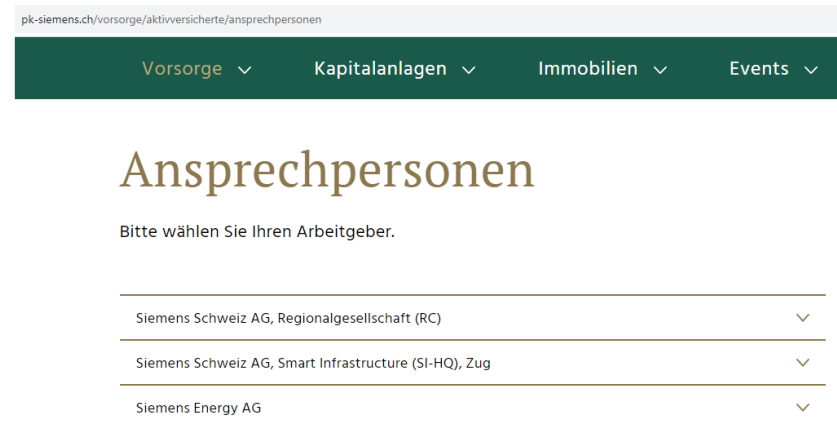 pk-siemens.ch/vorsorge/aktivversicherte/ansprechpersonen
Vorsorge Kapitalanlagen Immobilien Events
Ansprechpersonen
Bitte wählen Sie Ihren Arbeitgeber.
Siemens Schweiz AG, Regionalgesellschaft (RC)
Siemens Schweiz AG, Smart Infrastructure (SI-HQ), Zug
Siemens Energy AG